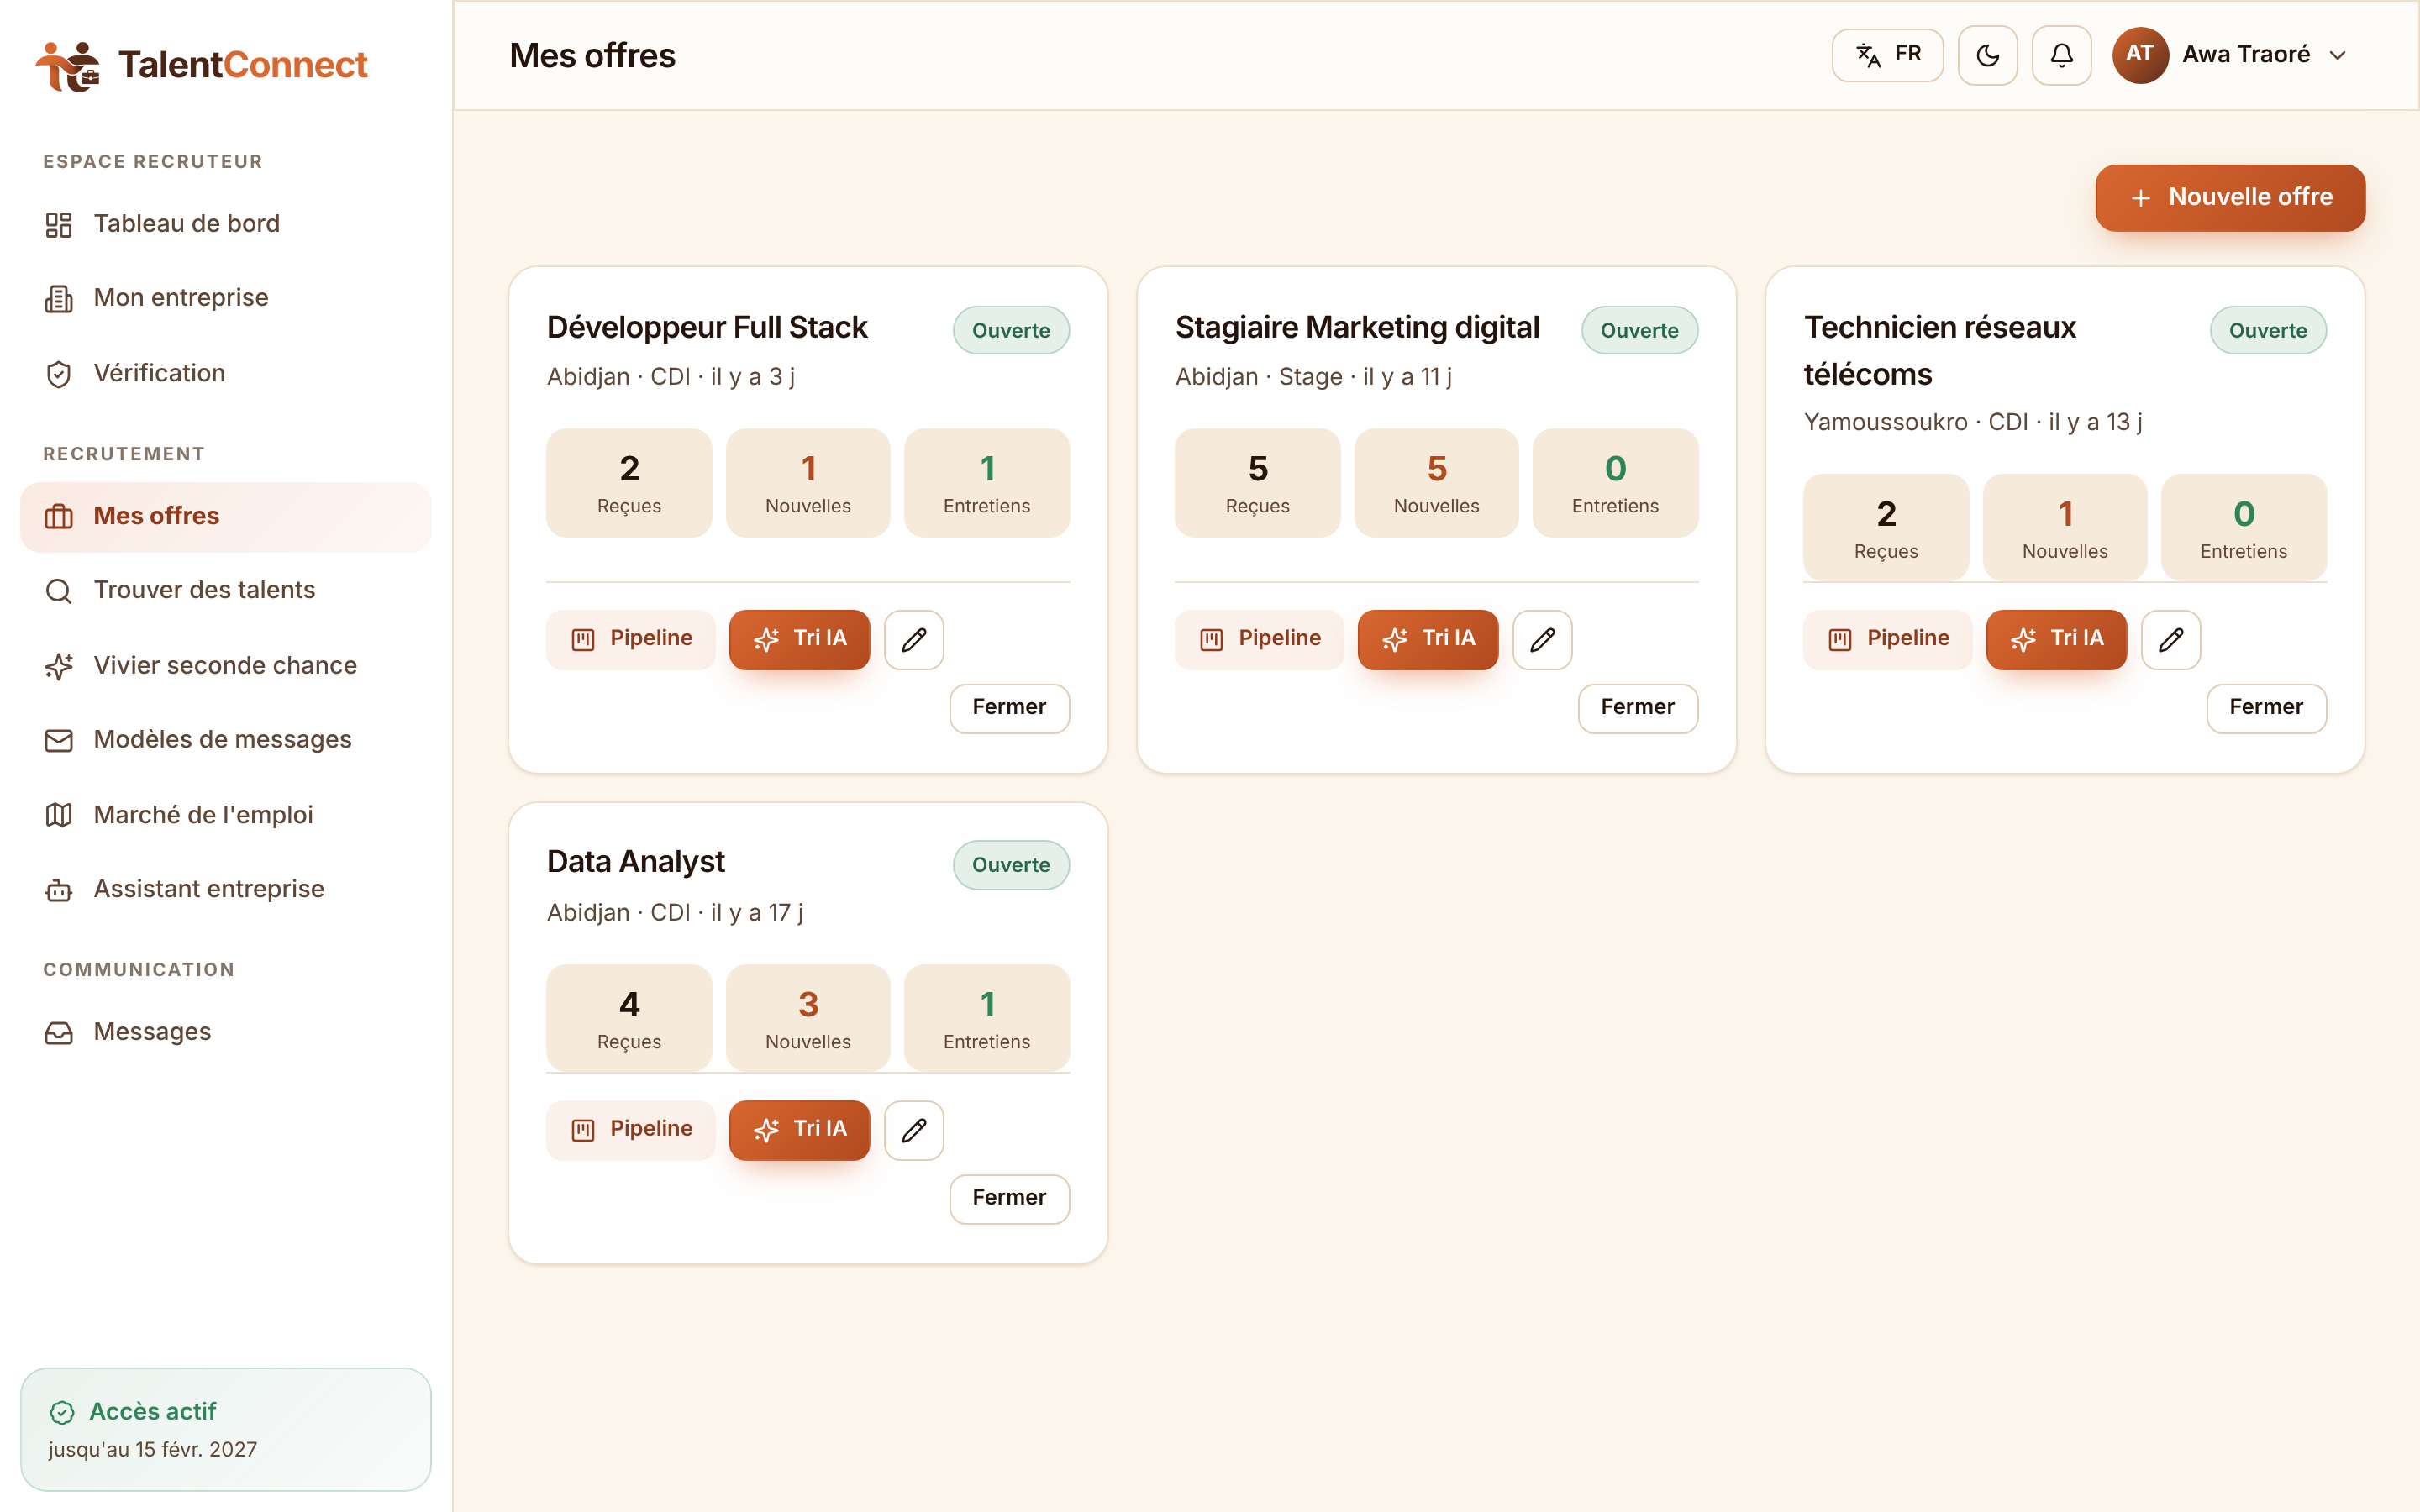 TalentConnect
ESPACE RECRUTEUR
Tableau de bord
Mon entreprise
Vérification
RECRUTEMENT
Mes offres
Trouver des talents
Vivier seconde chance
Modèles de messages
Marché de l'emploi
Assistant entreprise
COMMUNICATION
Messages
Accès actif
jusqu'au 15 févr. 2027
Mes offres
FR
AT Awa Traoré
Nouvelle offre
Développeur Full Stack
Ouverte
Abidjan · CDI · il y a 3 j
2 1 1
Reçues Nouvelles Entretiens
Pipeline Tri IA
Fermer
Stagiaire Marketing digital
Ouverte
Abidjan · Stage · il y a 11 j
5 5 0
Reçues Nouvelles Entretiens
Pipeline Tri IA
Fermer
Technicien réseaux
télécoms
Ouverte
Yamoussoukro · CDI · il y a 13 j
2 1 0
Reçues Nouvelles Entretiens
Pipeline Tri IA
Fermer
Data Analyst
Ouverte
Abidjan · CDI · il y a 17 j
4 3 1
Reçues Nouvelles Entretiens
Pipeline Tri IA
Fermer